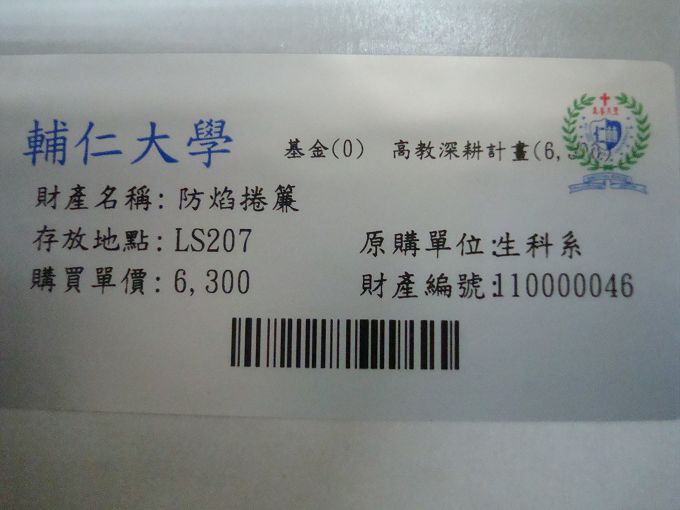 輔仁大學 基金(0) 高教深耕計畫(6,300)
財產名稱:防焰捲簾
存放地點:LS207 原購單位:生科系
購買單價:6,300 財產編號:110000046